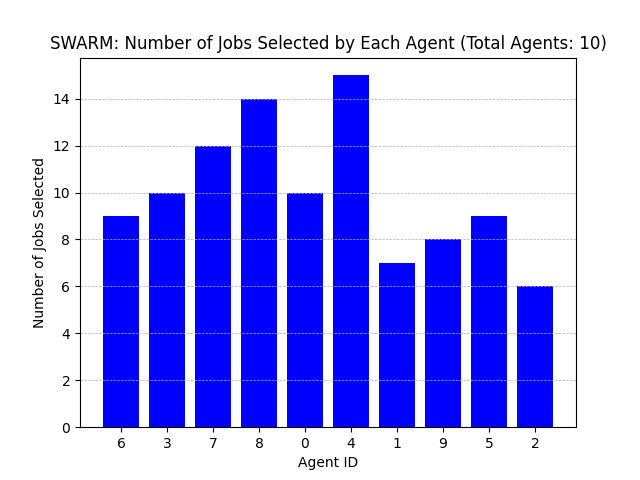 SWARM: Number of Jobs Selected by Each Agent (Total Agents: 10)
14
12
10
8
6
4
2
0
Number of Jobs Selected
6 3 7 8 0 4 1 9 5 2
Agent ID